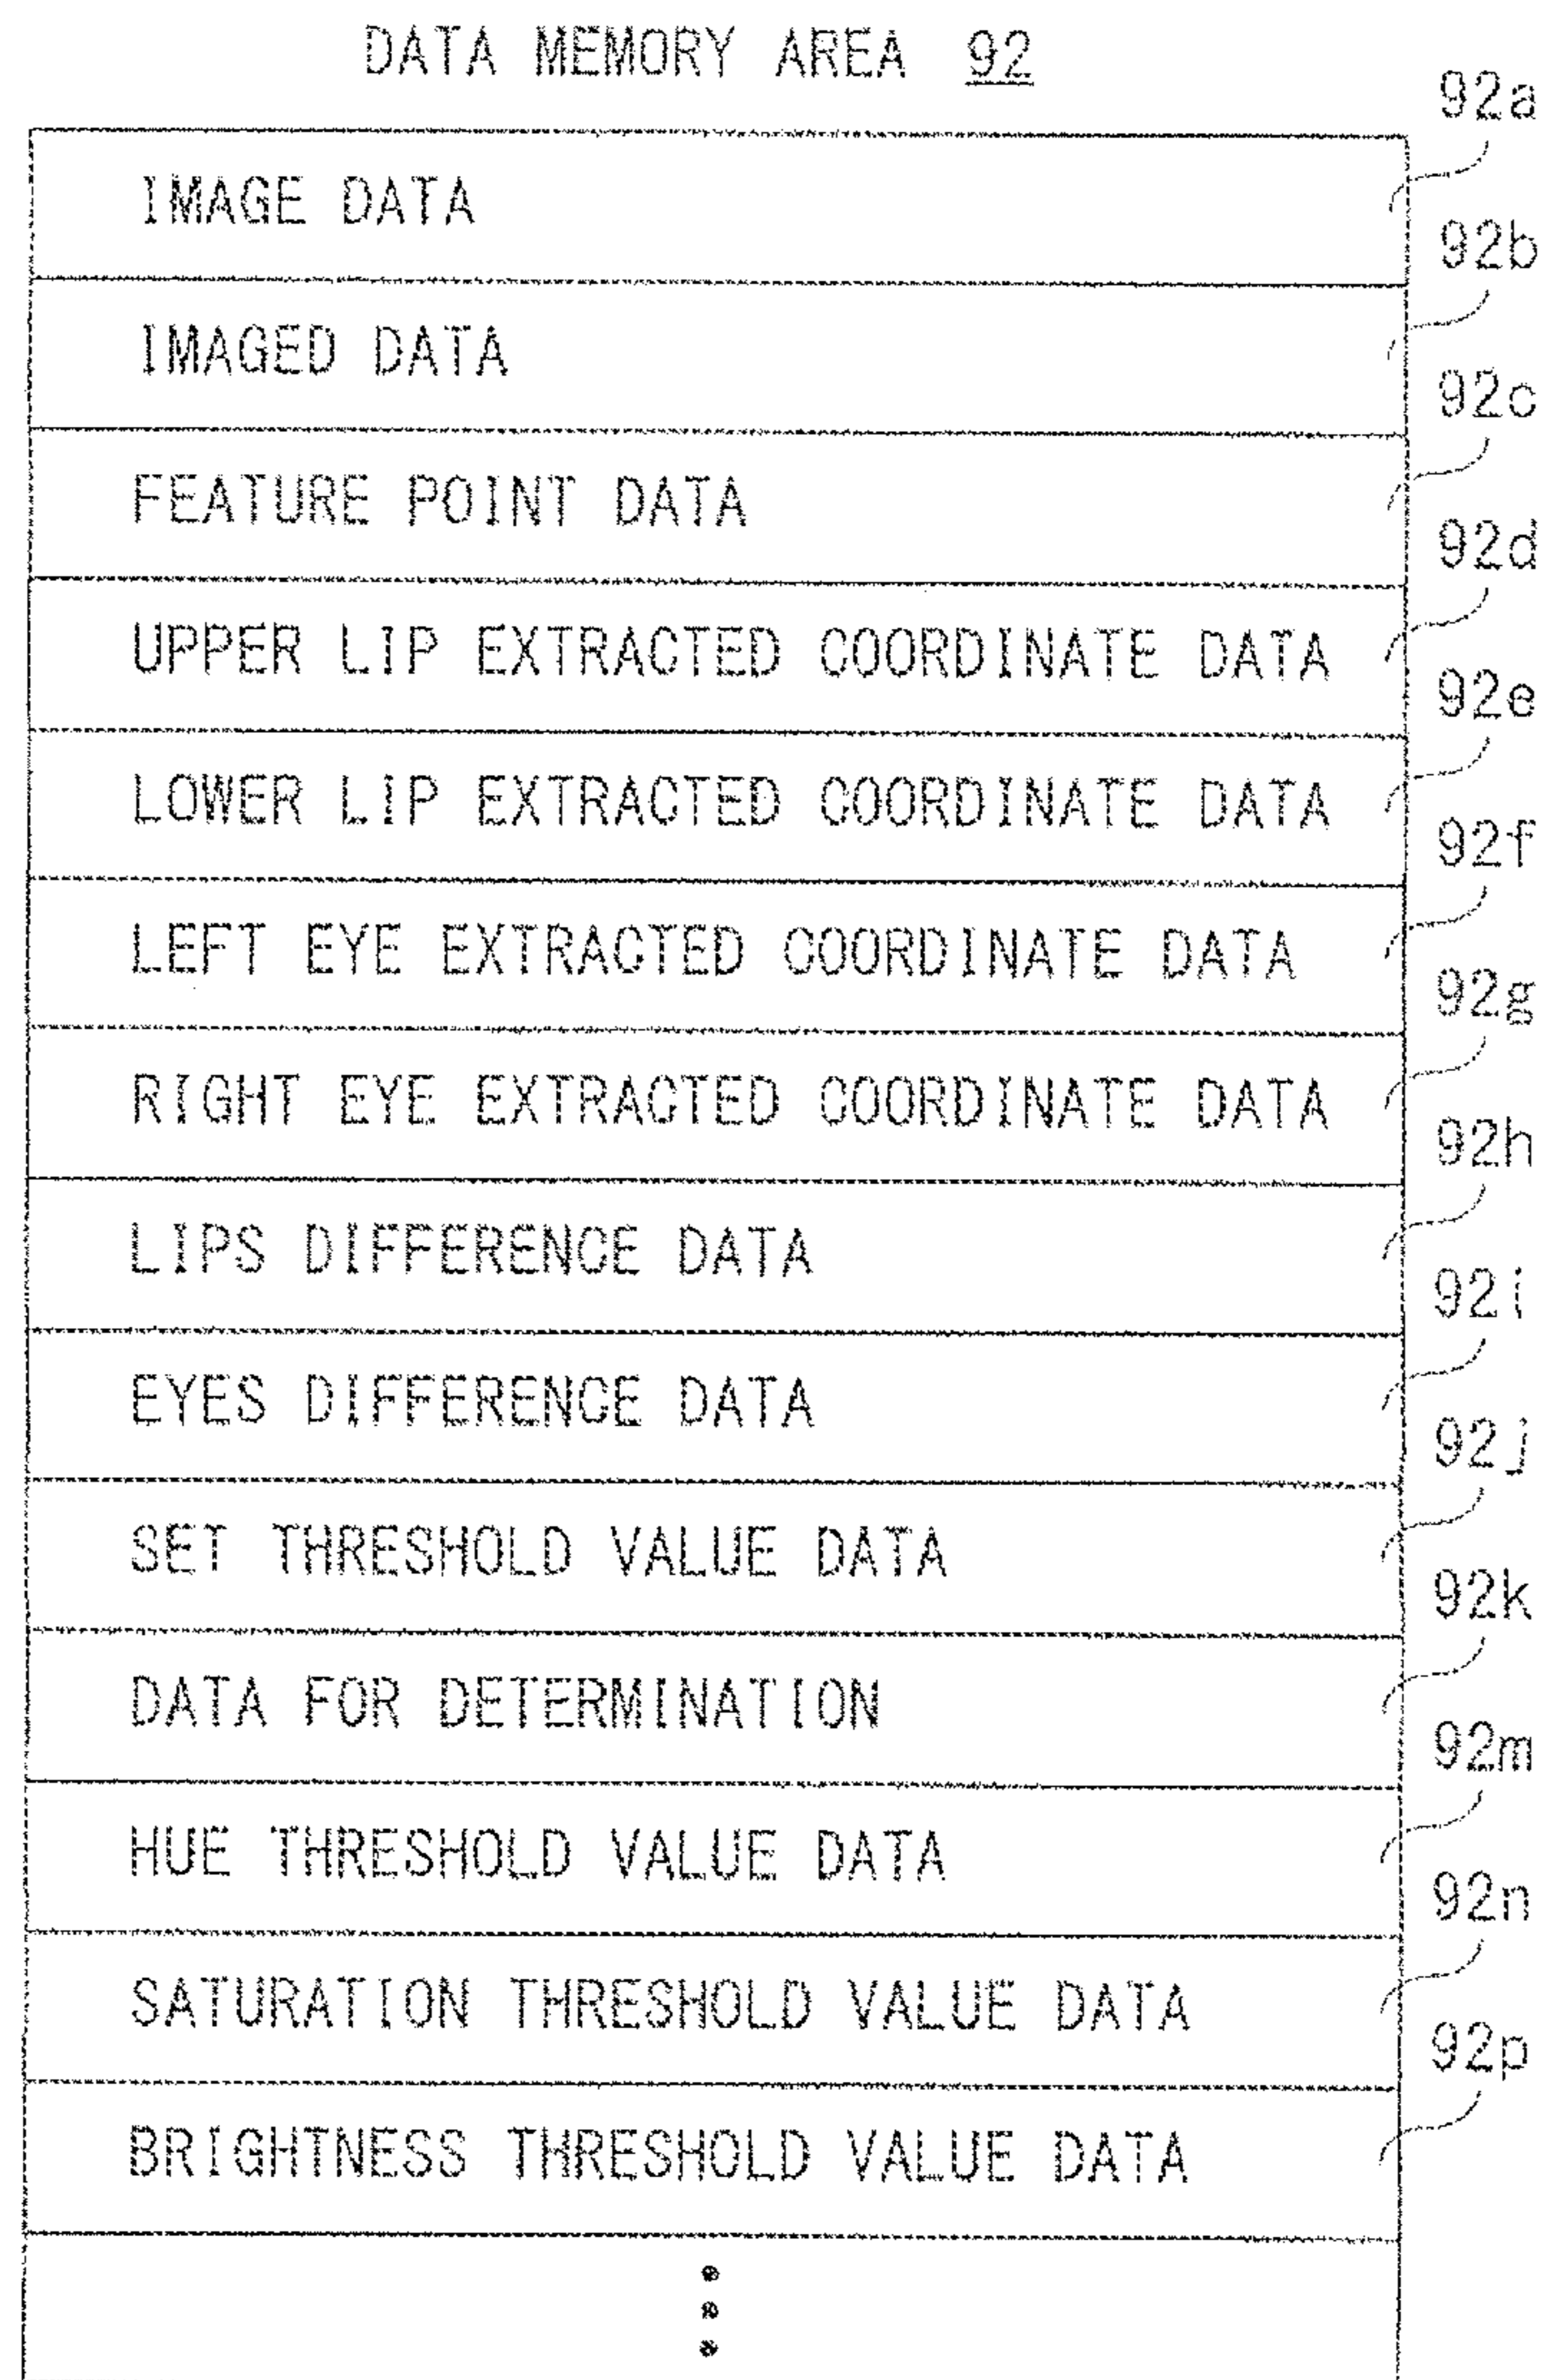 DATA MEMORY AREA 92
92a
IMAGE DATA
92b
IMAGED DATA
92c
FEATURE POINT DATA
92d
UPPER LIP EXTRACTED COORDINATE DATA
92e
LOWER LIP EXTRACTED COORDINATE DATA
92f
LEFT EYE EXTRACTED COORDINATE DATA
92g
RIGHT EYE EXTRACTED COORDINATE DATA
92h
LIPS DIFFERENCE DATA
92i
EYES DIFFERENCE DATA
92j
SET THRESHOLD VALUE DATA
92k
DATA FOR DETERMINATION
92m
HUE THRESHOLD VALUE DATA
92n
SATURATION THRESHOLD VALUE DATA
92p
BRIGHTNESS THRESHOLD VALUE DATA